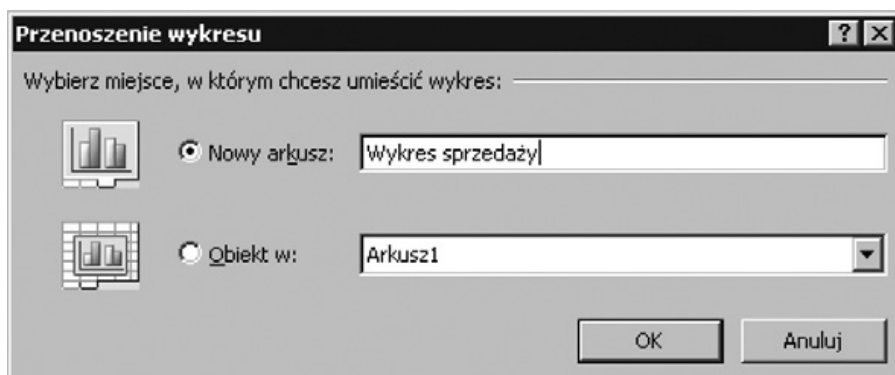 Przenoszenie wykresu
Wybierz miejsce, w którym chcesz umieścić wykres:
Nowy arkusz: Wykres sprzedaży
Obiekt w: Arkusz1
OK Anuluj